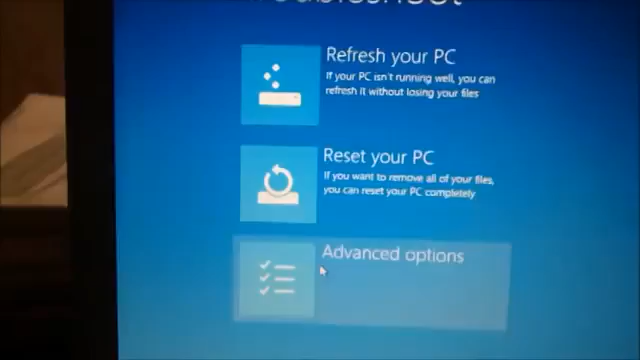 Refresh your PC
If your PC isn't running well, you can
refresh it without losing your files
Reset your PC
If you want to remove all of your files,
you can reset your PC completely
Advanced options